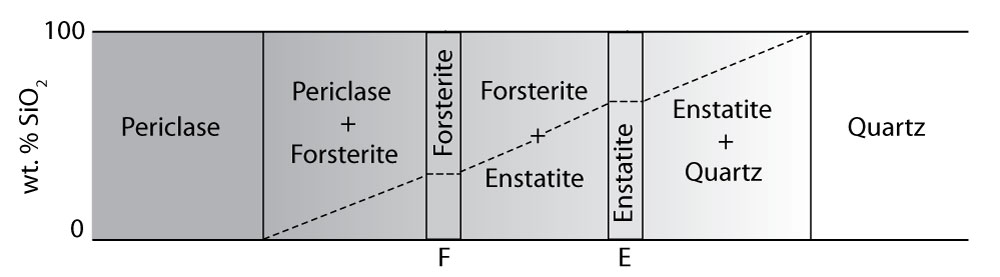 100
wt. % SiO₂
0
Periclase
Periclase
+
Forsterite
Forsterite
Forsterite
+
Enstatite
Enstatite
Enstatite
+
Quartz
Quartz
F
E